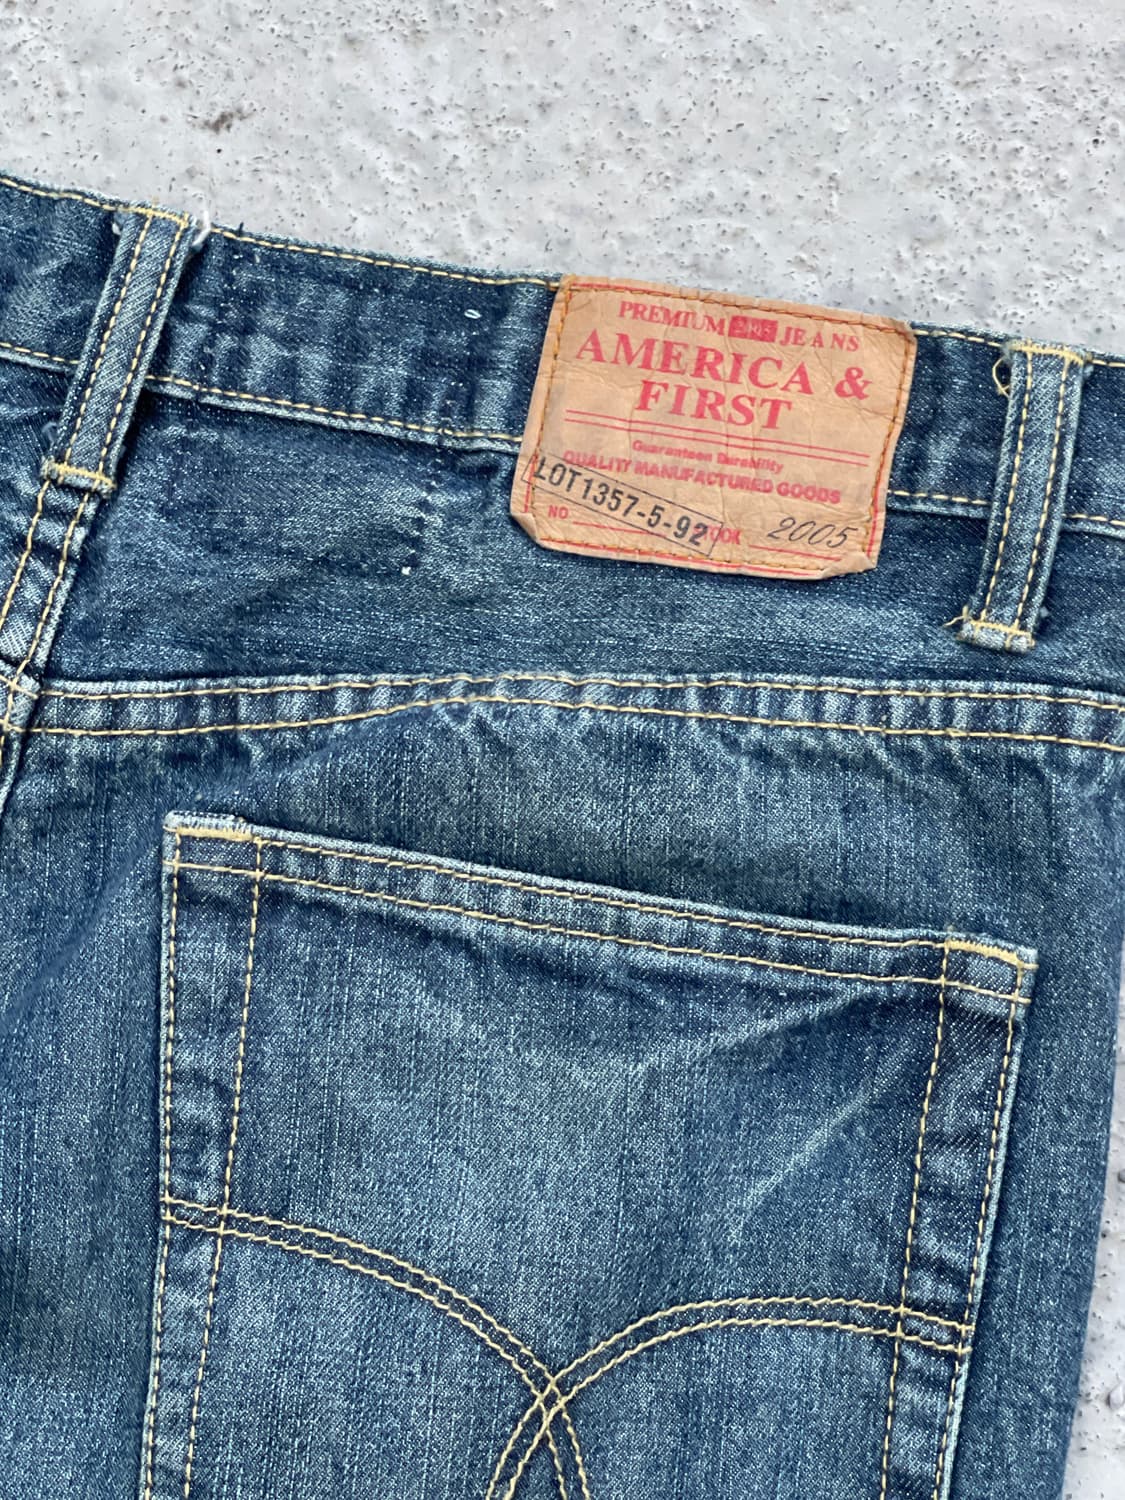 PREMIUM JEANS
AMERICA &
FIRST
Guaranteen Durability
QUALITY MANUFACTURED GOODS
LOT1357-5-92
NO
2005